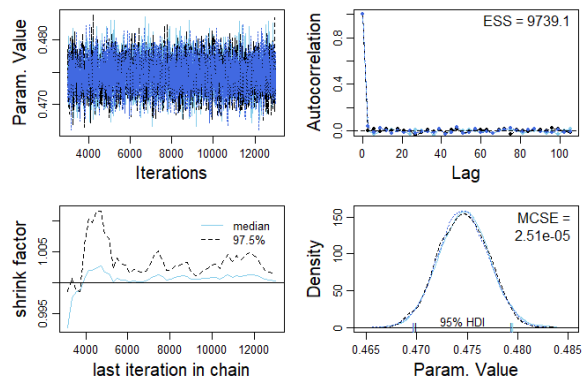 Param. Value
0.470 0.480
4000 6000 8000 10000 12000
Iterations
Autocorrelation
0.0 0.4 0.8
ESS = 9739.1
0 20 40 60 80 100
Lag
shrink factor
0.995 1.005
median
97.5%
4000 6000 8000 10000 12000
last iteration in chain
Density
0 50 100 150
MCSE =
2.51e-05
95% HDI
0.465 0.470 0.475 0.480 0.485
Param. Value